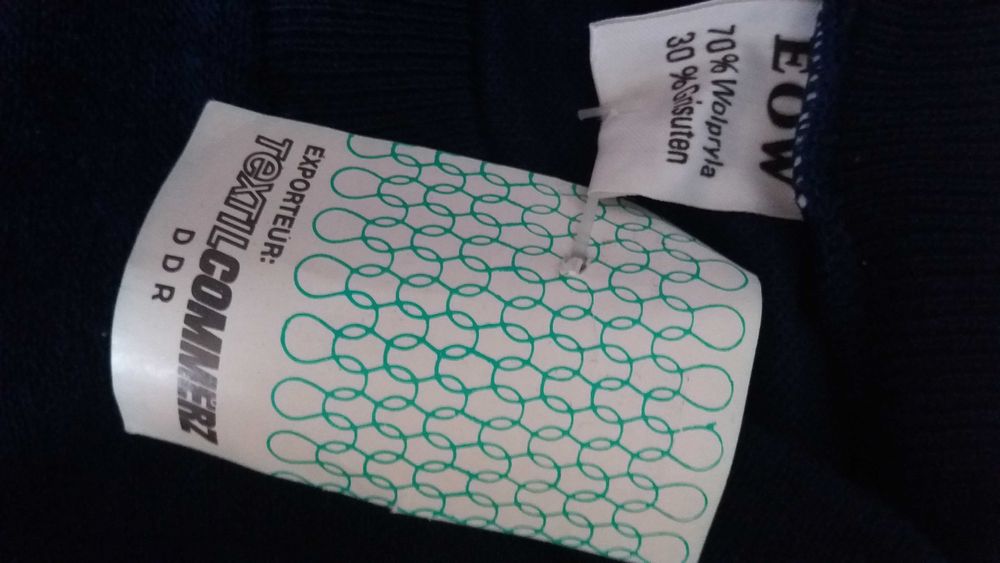 EOW
70% Wolpryla
30 % Grisuten
EXPORTEUR:
TEXTILCOMMERZ
DDR